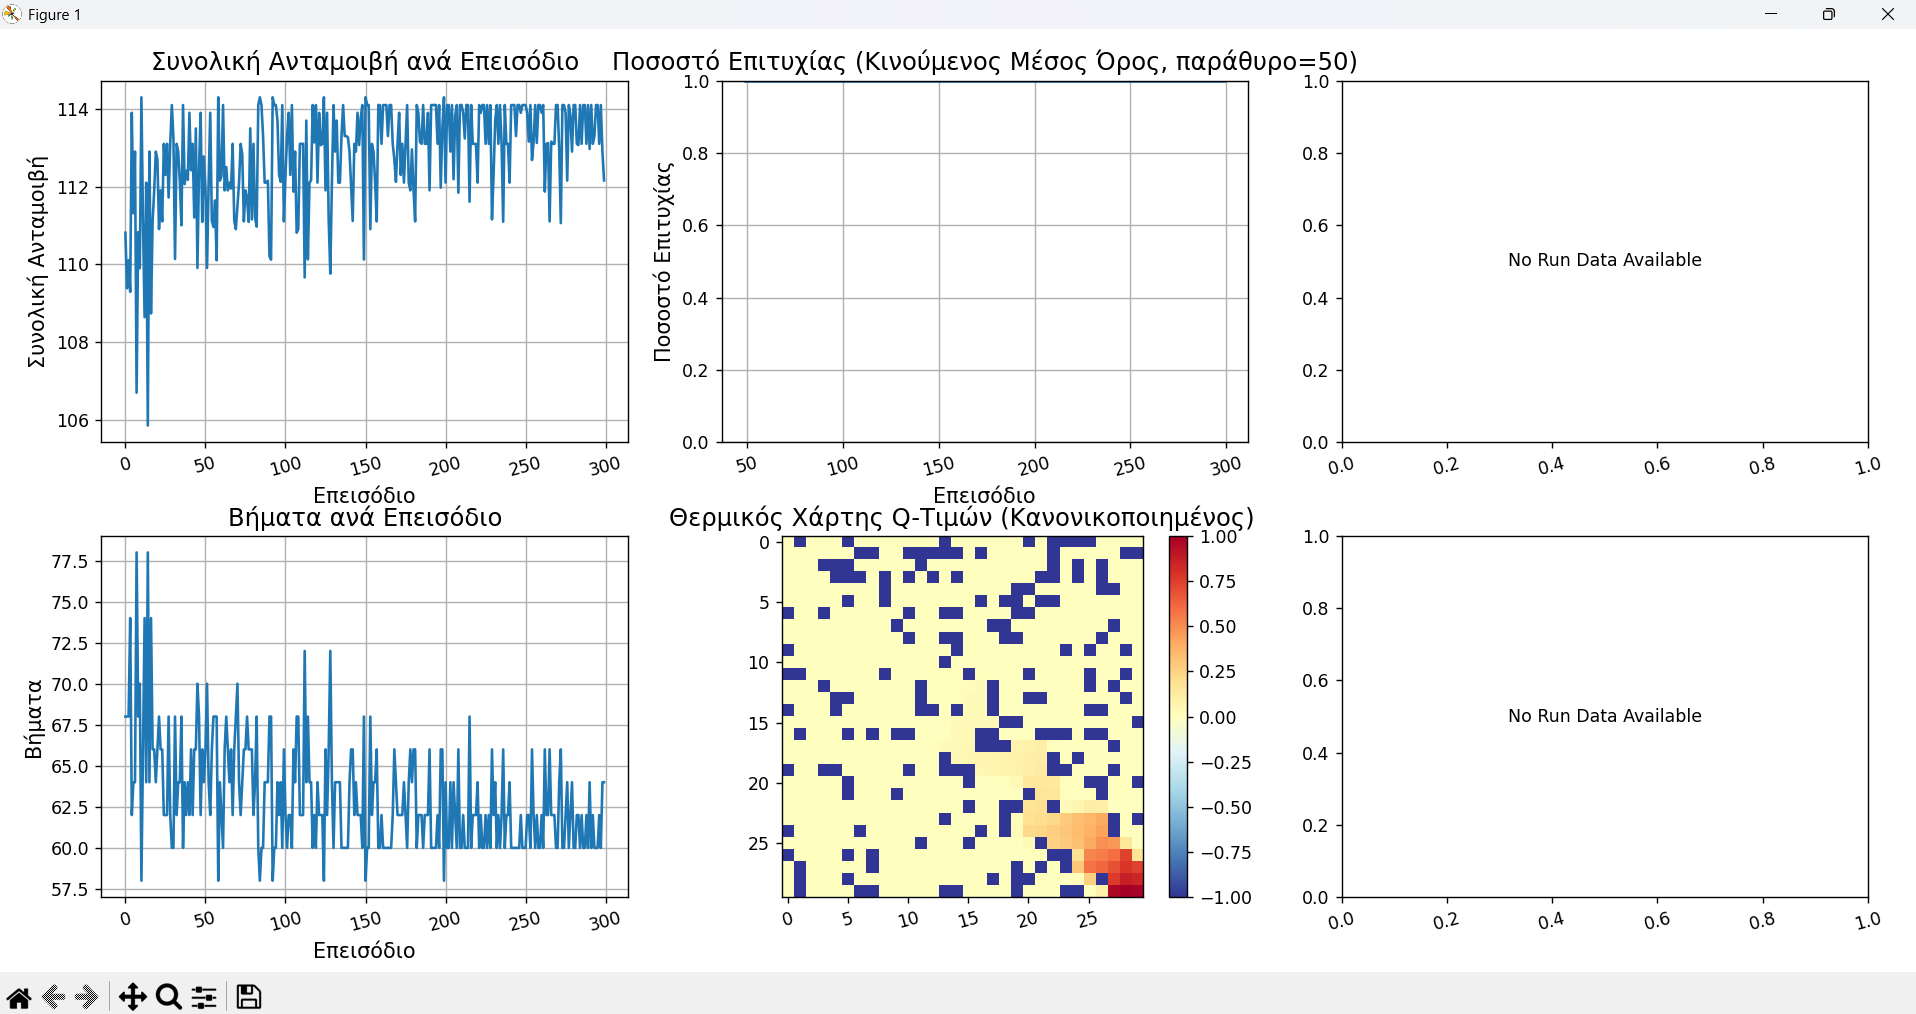 Figure 1
Συνολική Ανταμοιβή ανά Επεισόδιο
114
112
110
108
106
Συνολική Ανταμοιβή
0 50 100 150 200 250 300
Επεισόδιο
Ποσοστό Επιτυχίας (Κινούμενος Μέσος Όρος, παράθυρο=50)
1.0
0.8
0.6
0.4
0.2
0.0
Ποσοστό Επιτυχίας
50 100 150 200 250 300
Επεισόδιο
1.0
0.8
0.6
0.4
0.2
0.0
No Run Data Available
0.0 0.2 0.4 0.6 0.8 1.0
Βήματα ανά Επεισόδιο
77.5
75.0
72.5
70.0
67.5
65.0
62.5
60.0
57.5
Βήματα
0 50 100 150 200 250 300
Επεισόδιο
Θερμικός Χάρτης Q-Τιμών (Κανονικοποιημένος)
0
5
10
15
20
25
0 5 10 15 20 25
1.00
0.75
0.50
0.25
0.00
−0.25
−0.50
−0.75
−1.00
1.0
0.8
0.6
0.4
0.2
0.0
No Run Data Available
0.0 0.2 0.4 0.6 0.8 1.0